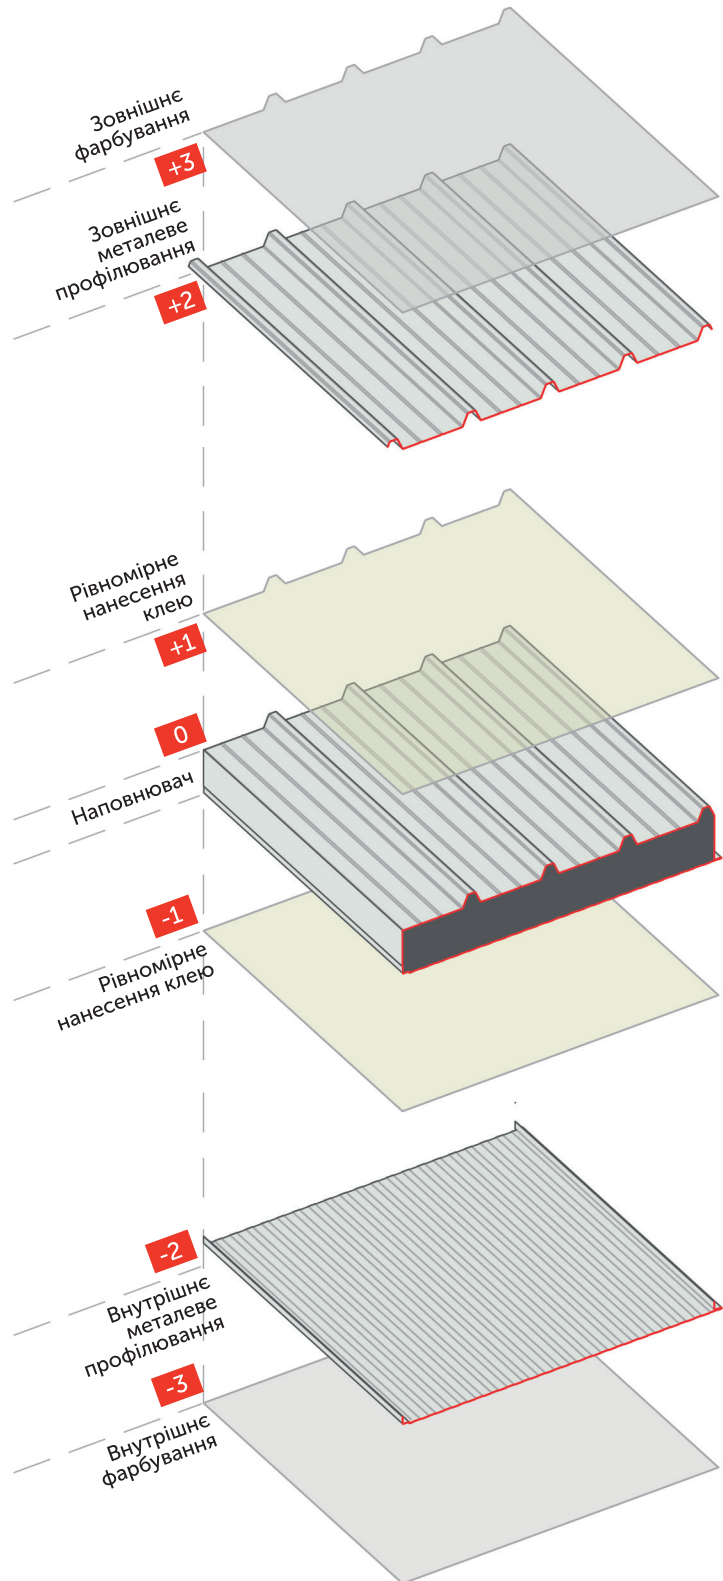 Зовнішнє
фарбування
+3
Зовнішнє
металеве
профілювання
+2
Рівномірне
нанесення
клею
+1
0
Наповнювач
-1
Рівномірне
нанесення клею
-2
Внутрішнє
металеве
профілювання
-3
Внутрішнє
фарбування